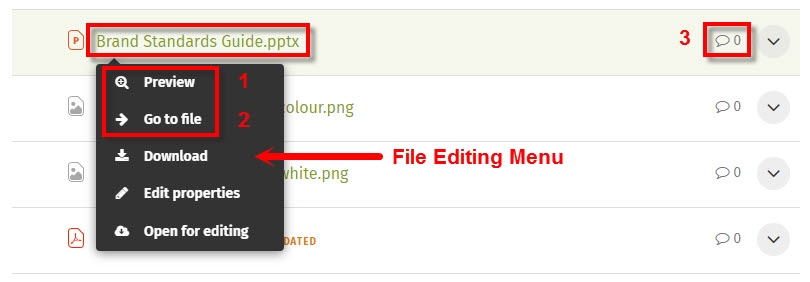 P Brand Standards Guide.pptx 3 0
Preview 1
Go to file 2 colour.png 0
Download File Editing Menu
Edit properties white.png 0
Open for editing DATED 0